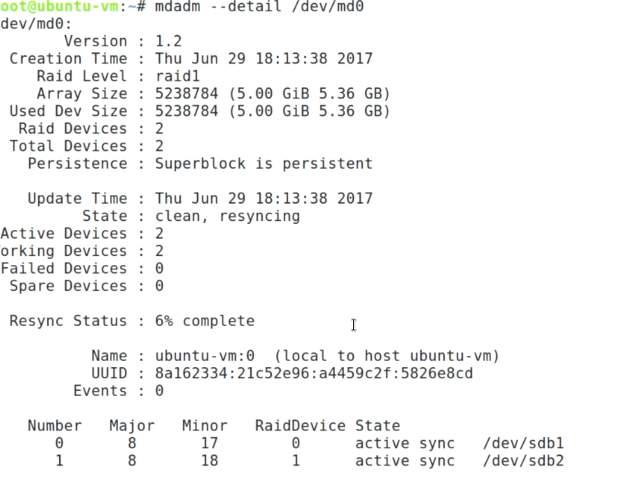 oot@ubuntu-vm:~# mdadm --detail /dev/md0
dev/md0:
Version : 1.2
Creation Time : Thu Jun 29 18:13:38 2017
Raid Level : raid1
Array Size : 5238784 (5.00 GiB 5.36 GB)
Used Dev Size : 5238784 (5.00 GiB 5.36 GB)
Raid Devices : 2
Total Devices : 2
Persistence : Superblock is persistent
Update Time : Thu Jun 29 18:13:38 2017
State : clean, resyncing
Active Devices : 2
orking Devices : 2
Failed Devices : 0
Spare Devices : 0
Resync Status : 6% complete
Name : ubuntu-vm:0 (local to host ubuntu-vm)
UUID : 8a162334:21c52e96:a4459c2f:5826e8cd
Events : 0
Number Major Minor RaidDevice State
0 8 17 0 active sync /dev/sdb1
1 8 18 1 active sync /dev/sdb2